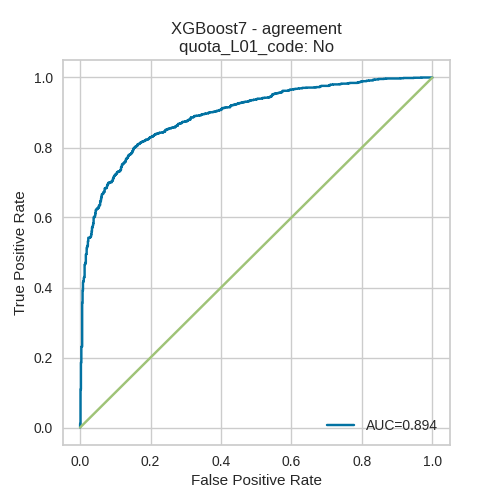 XGBoost7 - agreement
quota_L01_code: No
True Positive Rate
1.0
0.8
0.6
0.4
0.2
0.0
AUC=0.894
0.0 0.2 0.4 0.6 0.8 1.0
False Positive Rate